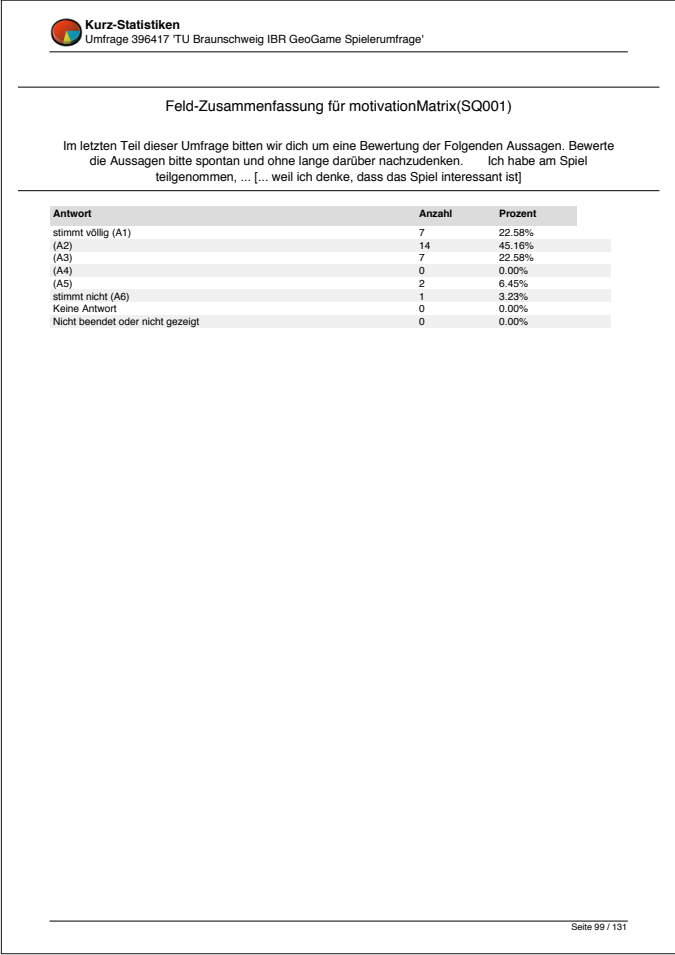 Kurz-Statistiken
Umfrage 396417 'TU Braunschweig IBR GeoGame Spielerumfrage'
Feld-Zusammenfassung für motivationMatrix(SQ001)
Im letzten Teil dieser Umfrage bitten wir dich um eine Bewertung der Folgenden Aussagen. Bewerte
die Aussagen bitte spontan und ohne lange darüber nachzudenken. Ich habe am Spiel
teilgenommen, ... [... weil ich denke, dass das Spiel interessant ist]
Antwort Anzahl Prozent
stimmt völlig (A1) 7 22.58%
(A2) 14 45.16%
(A3) 7 22.58%
(A4) 0 0.00%
(A5) 2 6.45%
stimmt nicht (A6) 1 3.23%
Keine Antwort 0 0.00%
Nicht beendet oder nicht gezeigt 0 0.00%
Seite 99 / 131